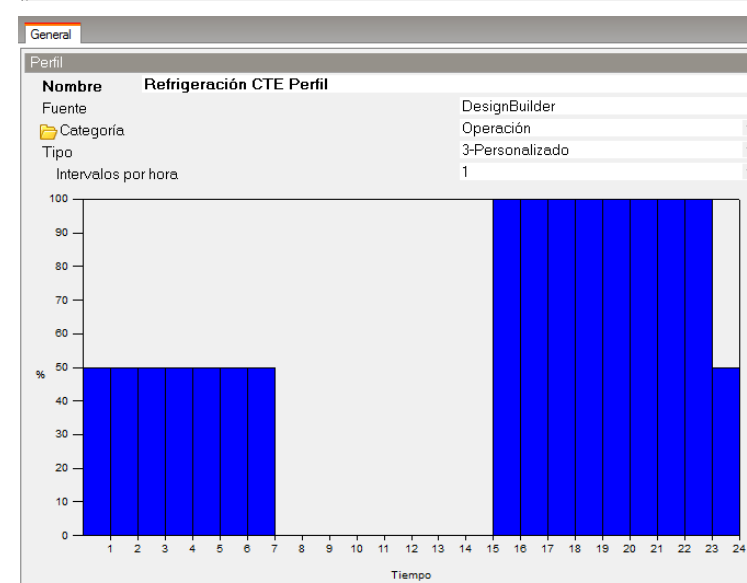 General
Perfil
Nombre Refrigeración CTE Perfil
Fuente DesignBuilder
Categoría Operación
Tipo 3-Personalizado
Intervalos por hora 1
100
90
80
70
60
% 50
40
30
20
10
0
1 2 3 4 5 6 7 8 9 10 11 12 13 14 15 16 17 18 19 20 21 22 23 24
Tiempo